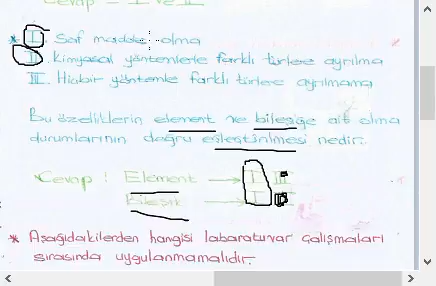 Cevap = I ve II
* I. Saf madde olma
II. Kimyasal yöntemlerle farklı türlere ayrılma
III. Hiçbir yöntemle farklı türlere ayrılmama
Bu özelliklerin element ve bileşiğe ait olma
durumlarının doğru eşleştirilmesi nedir.
Cevap : Element → I III
Bileşik → I II
* Aşağıdakilerden hangisi labaratuvar çalışmaları
sırasında uygulanmamalıdır.